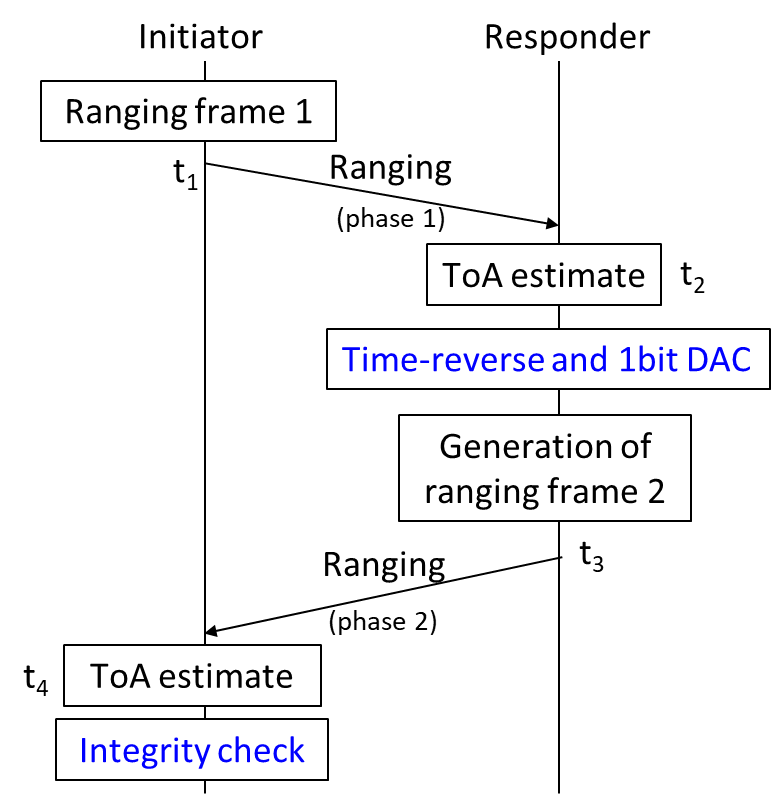 Initiator
Responder
Ranging frame 1
t₁
Ranging
(phase 1)
ToA estimate
t₂
Time-reverse and 1bit DAC
Generation of
ranging frame 2
t₃
Ranging
(phase 2)
ToA estimate
t₄
Integrity check